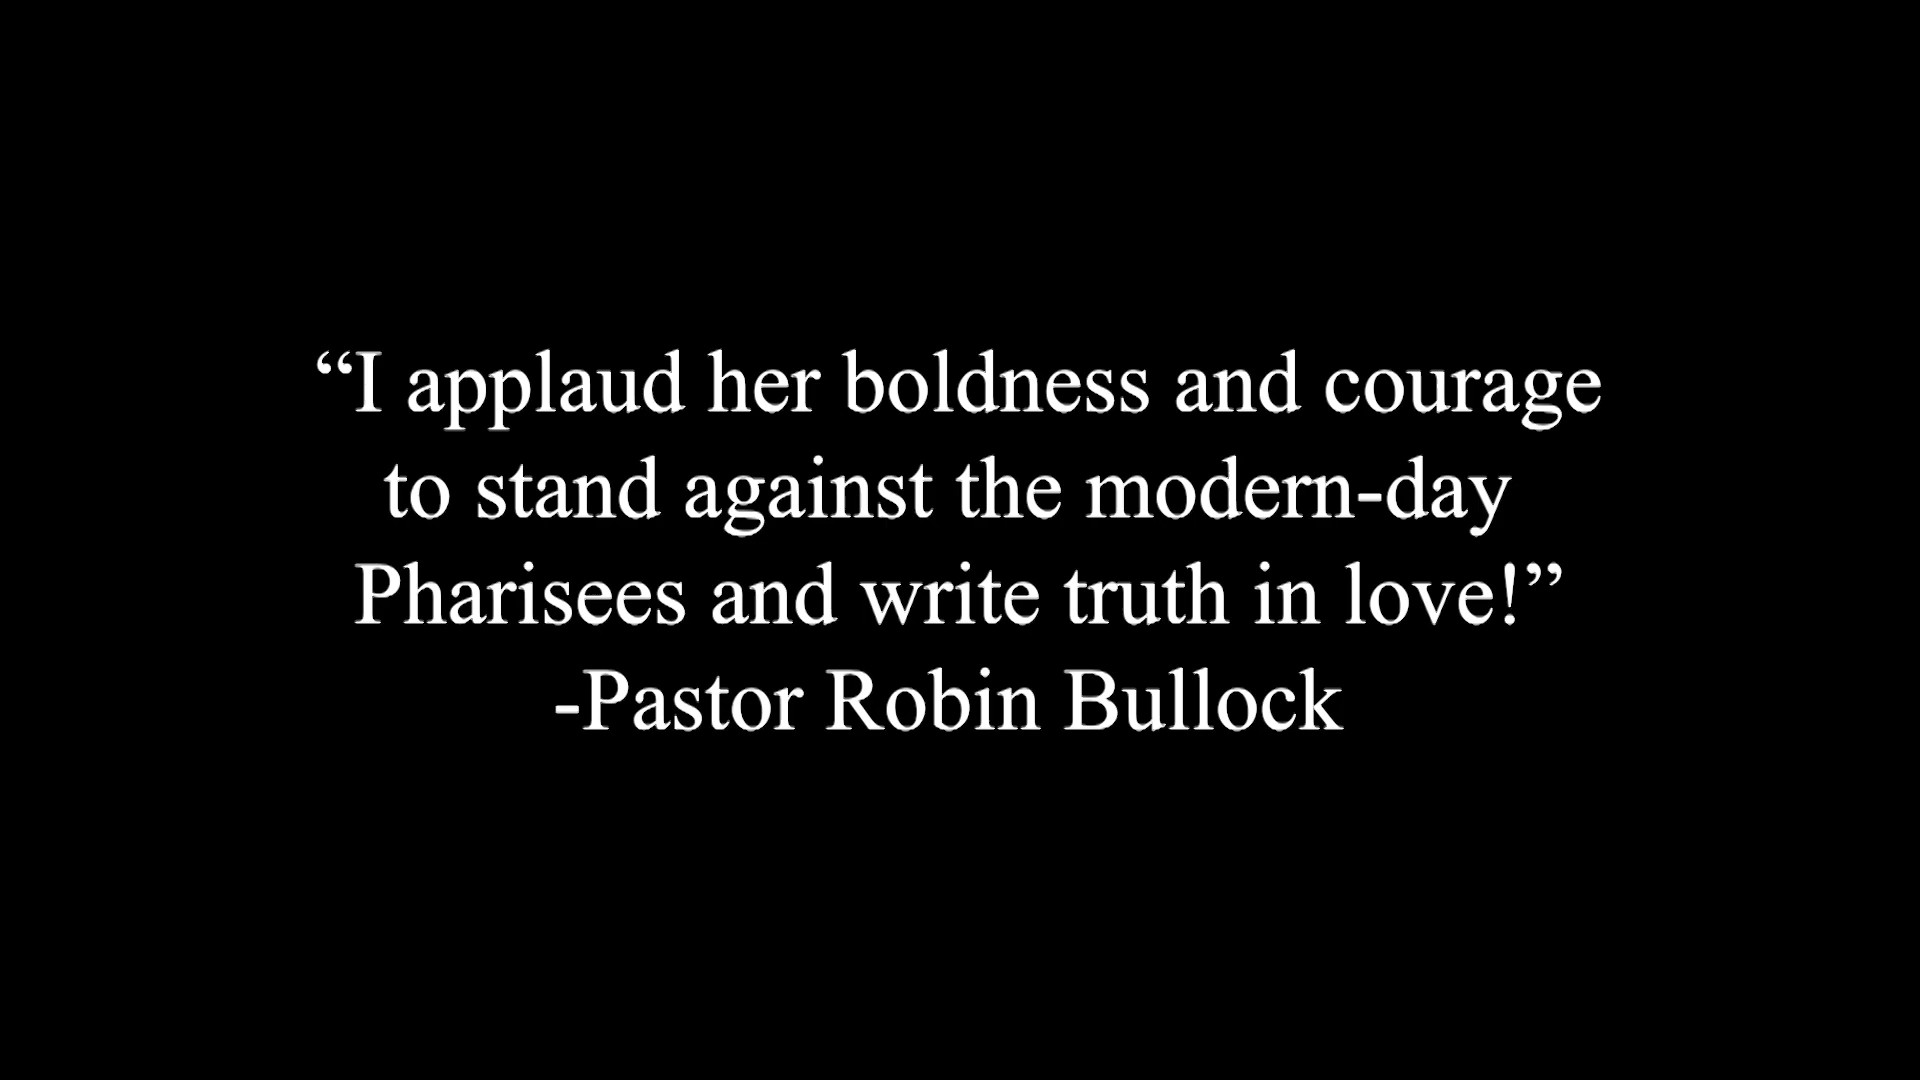 “I applaud her boldness and courage
to stand against the modern-day
Pharisees and write truth in love!”
-Pastor Robin Bullock